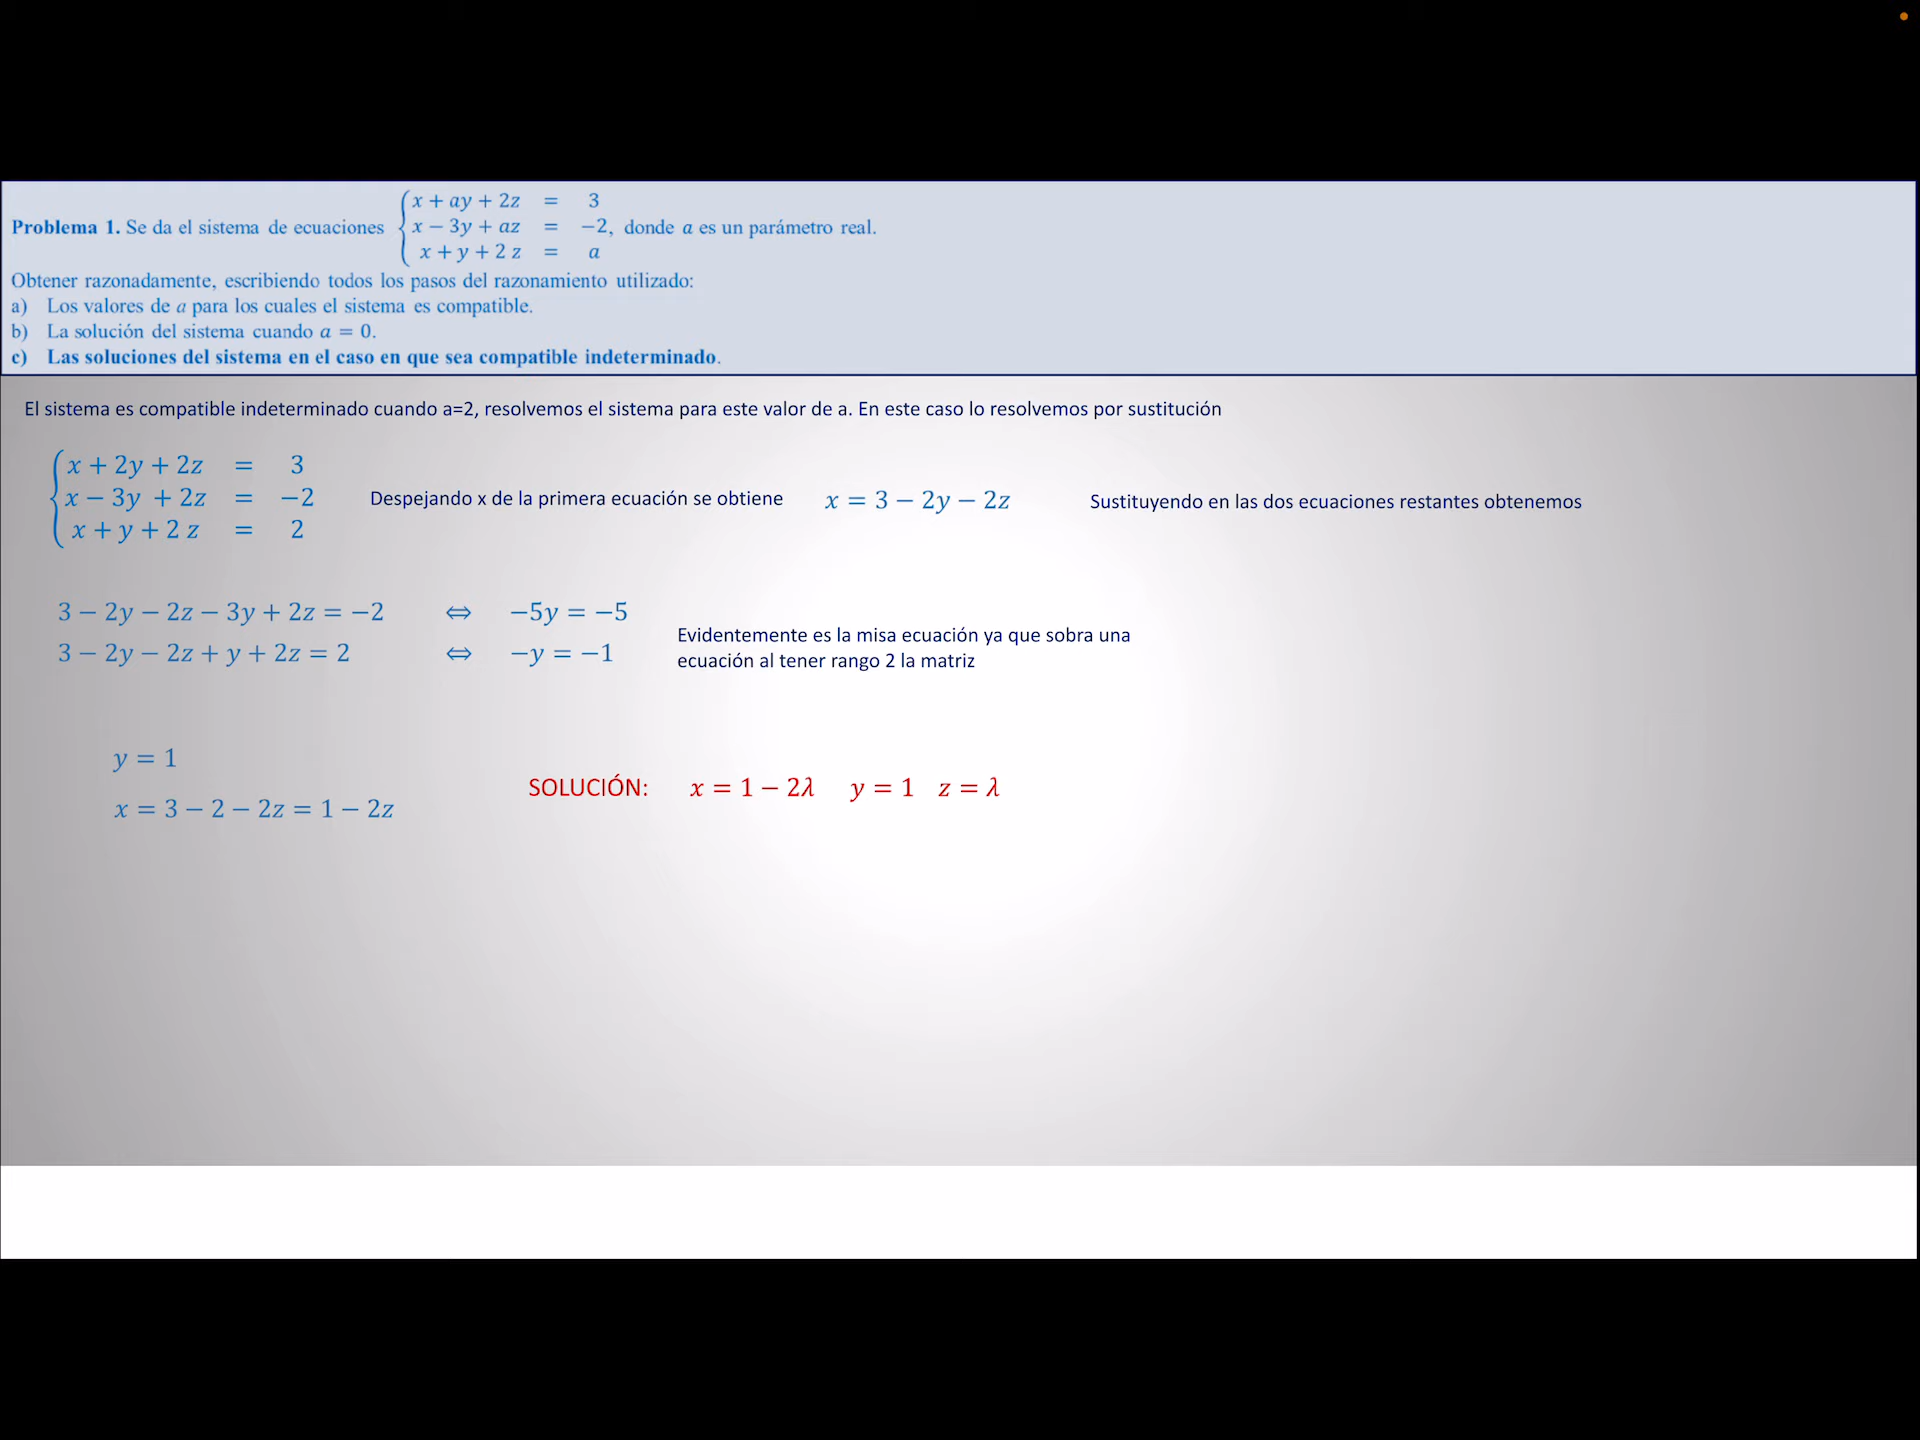 Problema 1. Se da el sistema de ecuaciones { x + ay + 2z = 3
x − 3y + az = −2, donde a es un parámetro real.
x + y + 2 z = a
Obtener razonadamente, escribiendo todos los pasos del razonamiento utilizado:
a) Los valores de a para los cuales el sistema es compatible.
b) La solución del sistema cuando a = 0.
c) Las soluciones del sistema en el caso en que sea compatible indeterminado.
El sistema es compatible indeterminado cuando a=2, resolvemos el sistema para este valor de a. En este caso lo resolvemos por sustitución
{ x + 2y + 2z = 3
x − 3y + 2z = −2
x + y + 2 z = 2
Despejando x de la primera ecuación se obtiene x = 3 − 2y − 2z Sustituyendo en las dos ecuaciones restantes obtenemos
3 − 2y − 2z − 3y + 2z = −2 ⇔ −5y = −5
3 − 2y − 2z + y + 2z = 2 ⇔ −y = −1
Evidentemente es la misa ecuación ya que sobra una
ecuación al tener rango 2 la matriz
y = 1
x = 3 − 2 − 2z = 1 − 2z
SOLUCIÓN: x = 1 − 2λ y = 1 z = λ